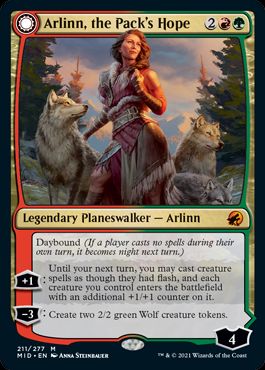 Arlinn, the Pack's Hope 2
Legendary Planeswalker — Arlinn
Daybound (If a player casts no spells during their
own turn, it becomes night next turn.)
+1: Until your next turn, you may cast creature
spells as though they had flash, and each
creature you control enters the battlefield
with an additional +1/+1 counter on it.
−3: Create two 2/2 green Wolf creature tokens.
4
211/277 M
MID • EN Anna Steinbauer ™ & © 2021 Wizards of the Coast